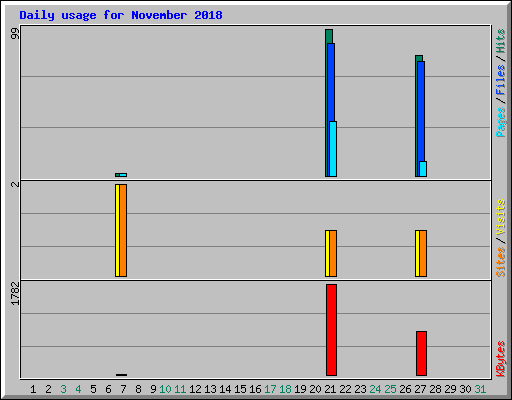 Daily usage for November 2018
99
2
1782
Pages / Files / Hits
Sites / Visits
KBytes
1 2 3 4 5 6 7 8 9 10 11 12 13 14 15 16 17 18 19 20 21 22 23 24 25 26 27 28 29 30 31